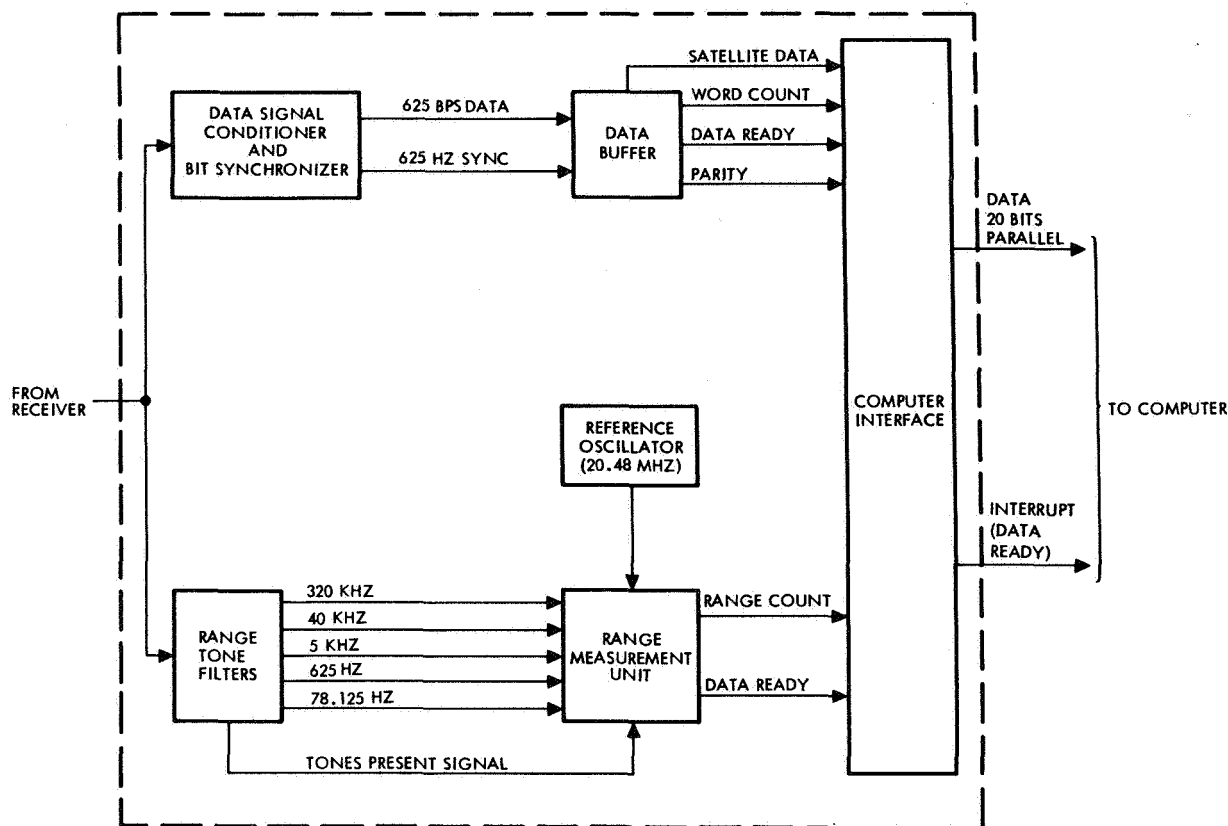 SATELLITE DATA
WORD COUNT
DATA READY
PARITY
625 BPS DATA
625 HZ SYNC
DATA SIGNAL
CONDITIONER
AND
BIT SYNCHRONIZER
DATA
BUFFER
DATA
20 BITS
PARALLEL
FROM
RECEIVER
REFERENCE
OSCILLATOR
(20.48 MHZ)
COMPUTER
INTERFACE
TO COMPUTER
INTERRUPT
(DATA
READY)
320 KHZ
40 KHZ
5 KHZ
625 HZ
78.125 HZ
RANGE
TONE
FILTERS
RANGE
MEASUREMENT
UNIT
RANGE COUNT
DATA READY
TONES PRESENT SIGNAL